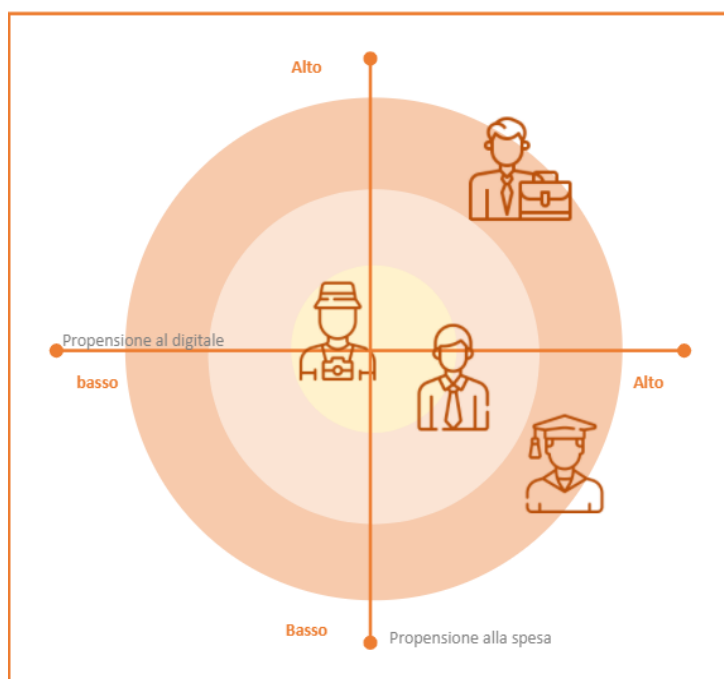 Alto
Propensione al digitale
basso
Alto
Basso
Propensione alla spesa